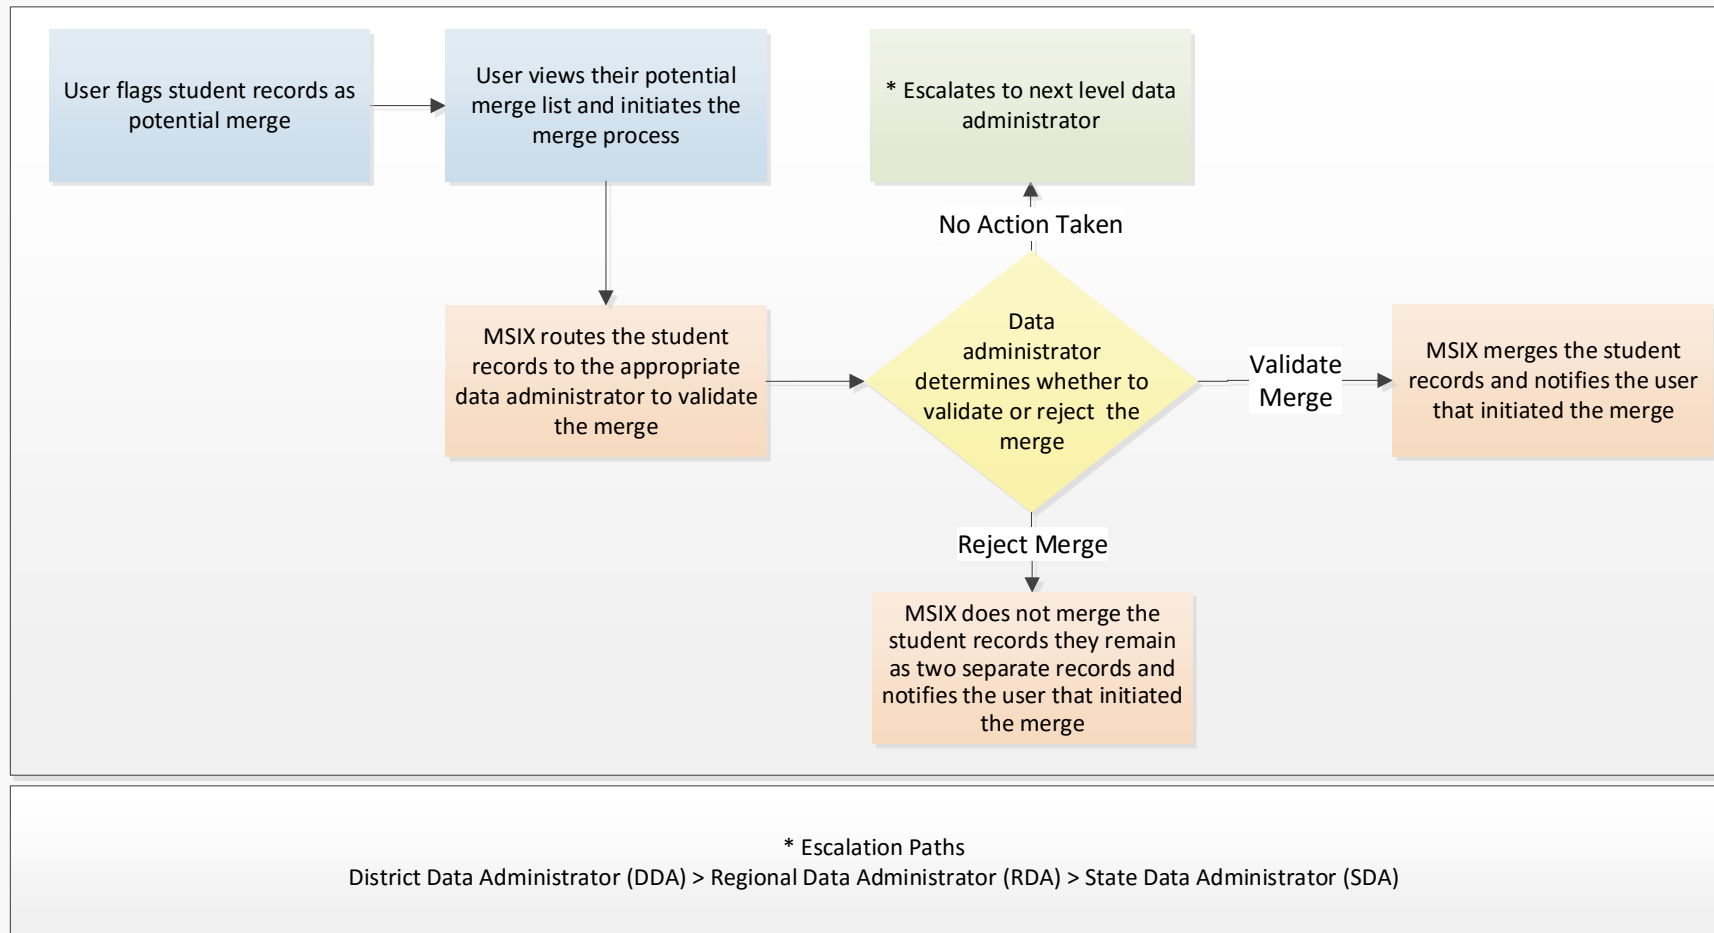 User flags student records as
potential merge
User views their potential
merge list and initiates the
merge process
* Escalates to next level data
administrator
No Action Taken
MSIX routes the student
records to the appropriate
data administrator to validate
the merge
Data
administrator
determines whether to
validate or reject  the
merge
Validate
Merge
MSIX merges the student
records and notifies the user
that initiated the merge
Reject Merge
MSIX does not merge the
student records they remain
as two separate records and
notifies the user that initiated
the merge
* Escalation Paths
District Data Administrator (DDA) > Regional Data Administrator (RDA) > State Data Administrator (SDA)